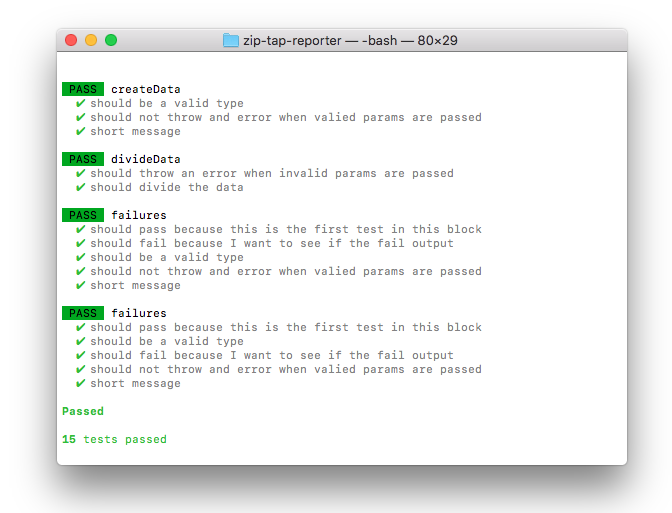 zip-tap-reporter — -bash — 80×29
PASS createData
✔ should be a valid type
✔ should not throw and error when valied params are passed
✔ short message
PASS divideData
✔ should throw an error when invalid params are passed
✔ should divide the data
PASS failures
✔ should pass because this is the first test in this block
✔ should fail because I want to see if the fail output
✔ should be a valid type
✔ should not throw and error when valied params are passed
✔ short message
PASS failures
✔ should pass because this is the first test in this block
✔ should be a valid type
✔ should fail because I want to see if the fail output
✔ should not throw and error when valied params are passed
✔ short message
Passed
15 tests passed